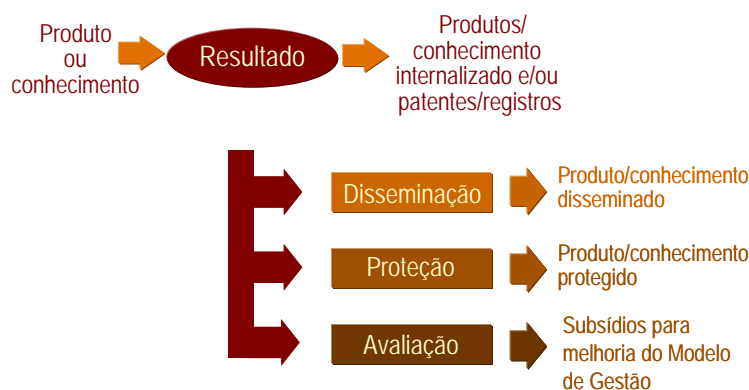 Produto
ou
conhecimento
Resultado
Produtos/
conhecimento
internalizado e/ou
patentes/registros
Disseminação
Produto/conhecimento
disseminado
Proteção
Produto/conhecimento
protegido
Avaliação
Subsídios para
melhoria do Modelo
de Gestão